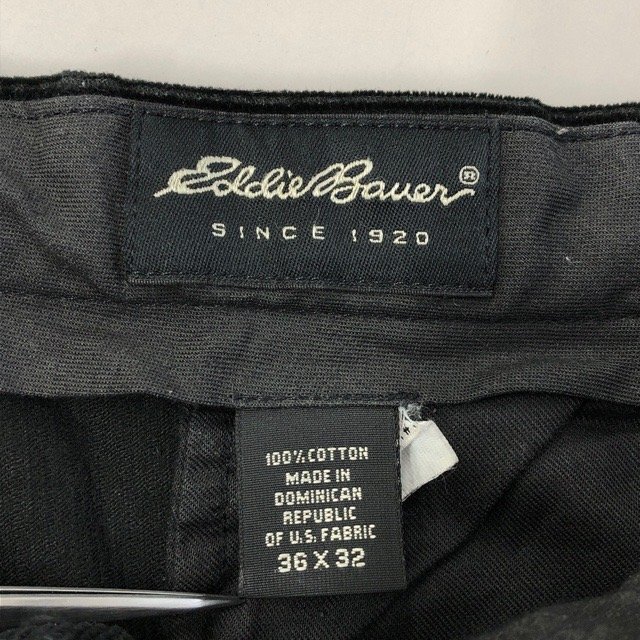 Eddie Bauer®
SINCE 1920
100% COTTON
MADE IN
DOMINICAN
REPUBLIC
OF U.S. FABRIC
36 X 32